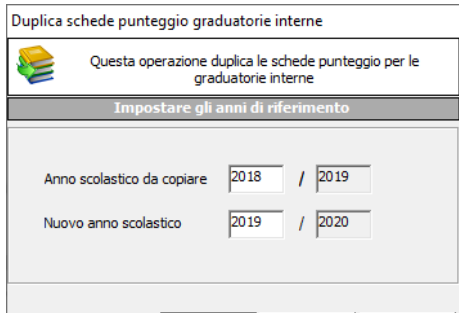 Duplica schede punteggio graduatorie interne
Questa operazione duplica le schede punteggio per le
graduatorie interne
Impostare gli anni di riferimento
Anno scolastico da copiare 2018 / 2019
Nuovo anno scolastico 2019 / 2020